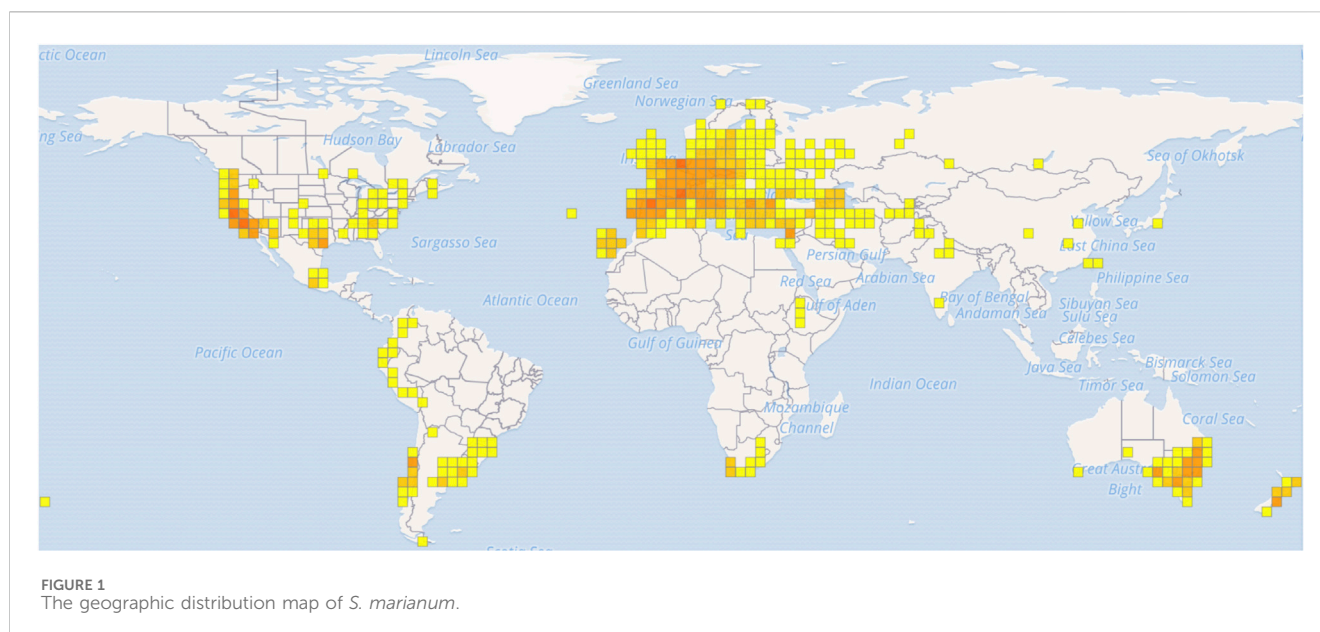 ctic Ocean
Lincoln Sea
Greenland Sea
Norwegian Sea
ng Sea
Hudson Bay
Labrador Sea
Sea of Okhotsk
Yellow Sea
East China Sea
Sargasso Sea
Persian Gulf
Red Sea
Arabian Sea
Philippine Sea
Atlantic Ocean
Gulf of Aden
Bay of Bengal
Andaman Sea
Sibuyan Sea
Sulu Sea
Pacific Ocean
Gulf of Guinea
Celebes Sea
Java Sea
Bismarck Sea
Solomon Sea
Indian Ocean
Timor Sea
Mozambique
Channel
Coral Sea
Great Austr
Bight
Scotia Sea
FIGURE 1
The geographic distribution map of S. marianum.